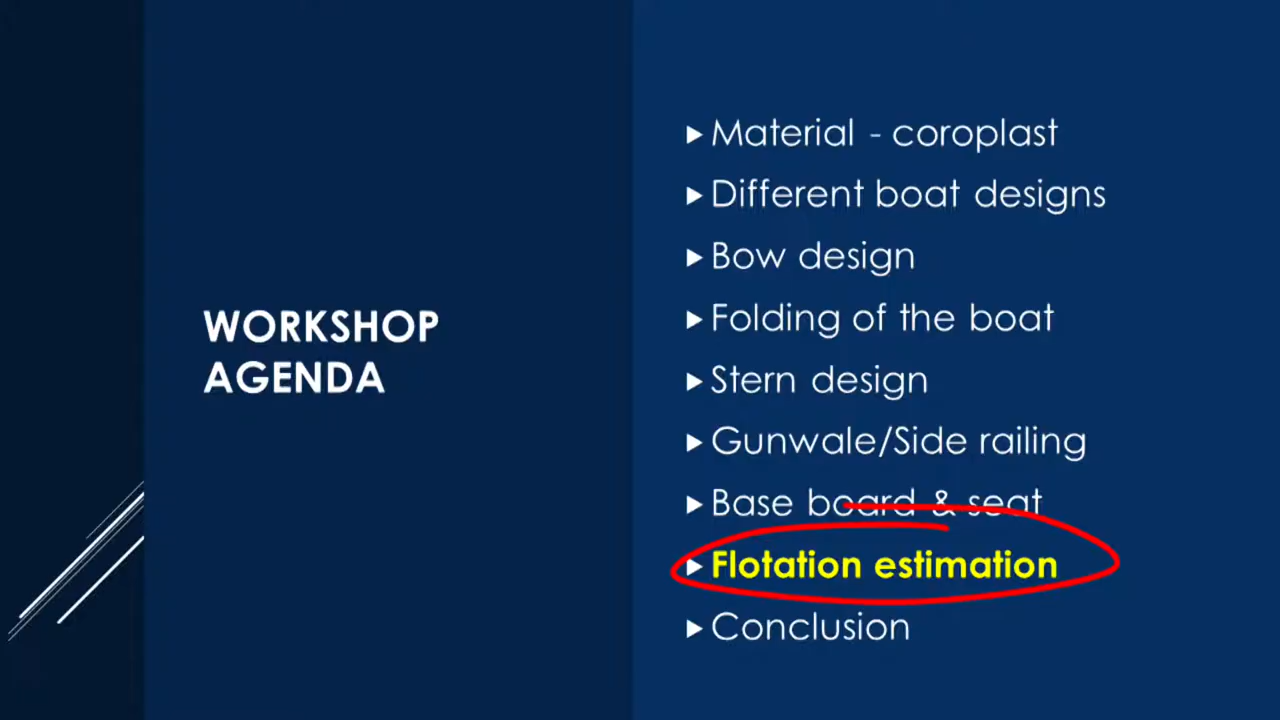 WORKSHOP
AGENDA
Material - coroplast
Different boat designs
Bow design
Folding of the boat
Stern design
Gunwale/Side railing
Base board & seat
Flotation estimation
Conclusion